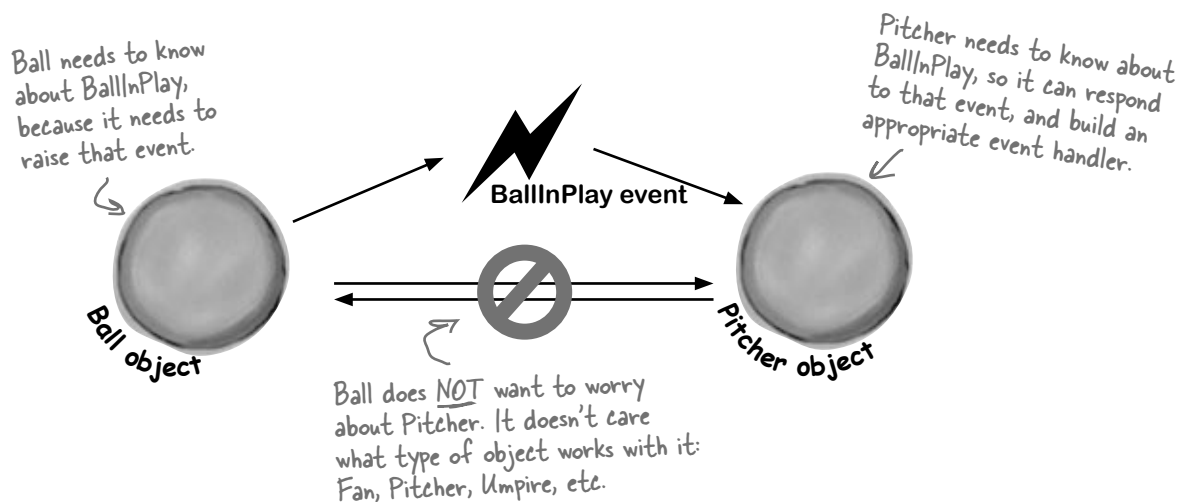 Ball needs to know
about BallInPlay,
because it needs to
raise that event.
Pitcher needs to know about
BallInPlay, so it can respond
to that event, and build an
appropriate event handler.
BallInPlay event
Ball object
Pitcher object
Ball does NOT want to worry
about Pitcher. It doesn't care
what type of object works with it:
Fan, Pitcher, Umpire, etc.